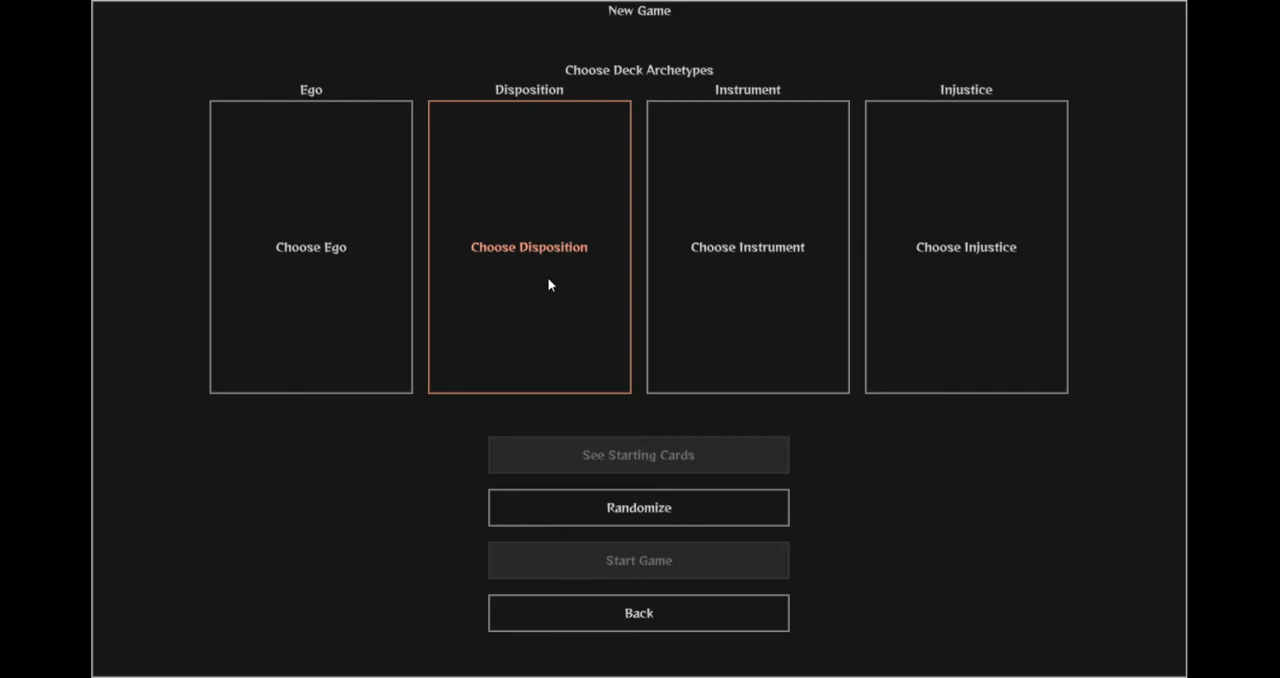 New Game
Choose Deck Archetypes
Ego
Disposition
Instrument
Injustice
Choose Ego
Choose Disposition
Choose Instrument
Choose Injustice
See Starting Cards
Randomize
Start Game
Back